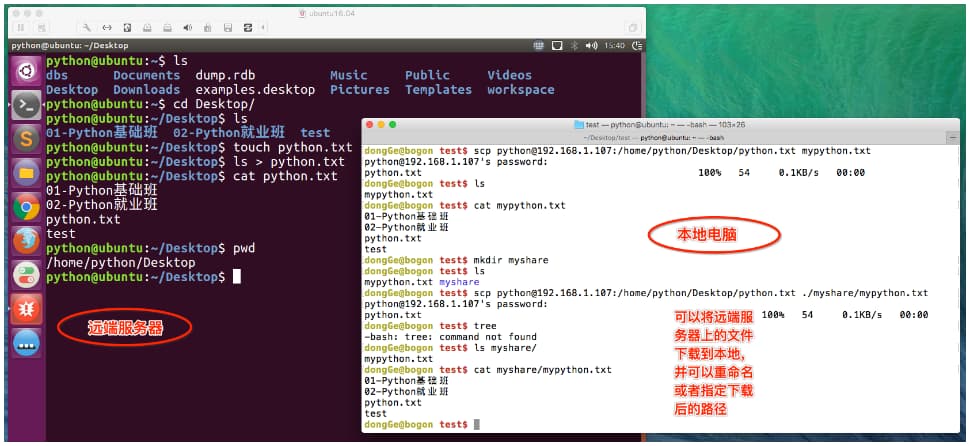 ubuntu16.04
python@ubuntu: ~/Desktop
15:40
python@ubuntu:~$ ls
dbs Documents dump.rdb Music Public Videos
Desktop Downloads examples.desktop Pictures Templates workspace
python@ubuntu:~$ cd Desktop/
python@ubuntu:~/Desktop$ ls
01-Python基础班 02-Python就业班 test
python@ubuntu:~/Desktop$ touch python.txt
python@ubuntu:~/Desktop$ ls > python.txt
python@ubuntu:~/Desktop$ cat python.txt
01-Python基础班
02-Python就业班
python.txt
test
python@ubuntu:~/Desktop$ pwd
/home/python/Desktop
python@ubuntu:~/Desktop$
远端服务器
test — python@ubuntu: ~ — -bash — 103×26
~/Desktop/test — python@ubuntu: ~ — -bash
dongGe@bogon test$ scp python@192.168.1.107:/home/python/Desktop/python.txt mypython.txt
python@192.168.1.107's password:
python.txt 100% 54 0.1KB/s 00:00
dongGe@bogon test$ ls
mypython.txt
dongGe@bogon test$ cat mypython.txt
01-Python基础班
02-Python就业班
python.txt
test
dongGe@bogon test$ mkdir myshare
dongGe@bogon test$ ls
mypython.txt myshare
dongGe@bogon test$ scp python@192.168.1.107:/home/python/Desktop/python.txt ./myshare/mypython.txt
python@192.168.1.107's password:
python.txt 100% 54 0.1KB/s 00:00
dongGe@bogon test$ tree
-bash: tree: command not found
dongGe@bogon test$ ls myshare/
mypython.txt
dongGe@bogon test$ cat myshare/mypython.txt
01-Python基础班
02-Python就业班
python.txt
test
dongGe@bogon test$
本地电脑
可以将远端服
务器上的文件
下载到本地,
并可以重命名
或者指定下载
后的路径